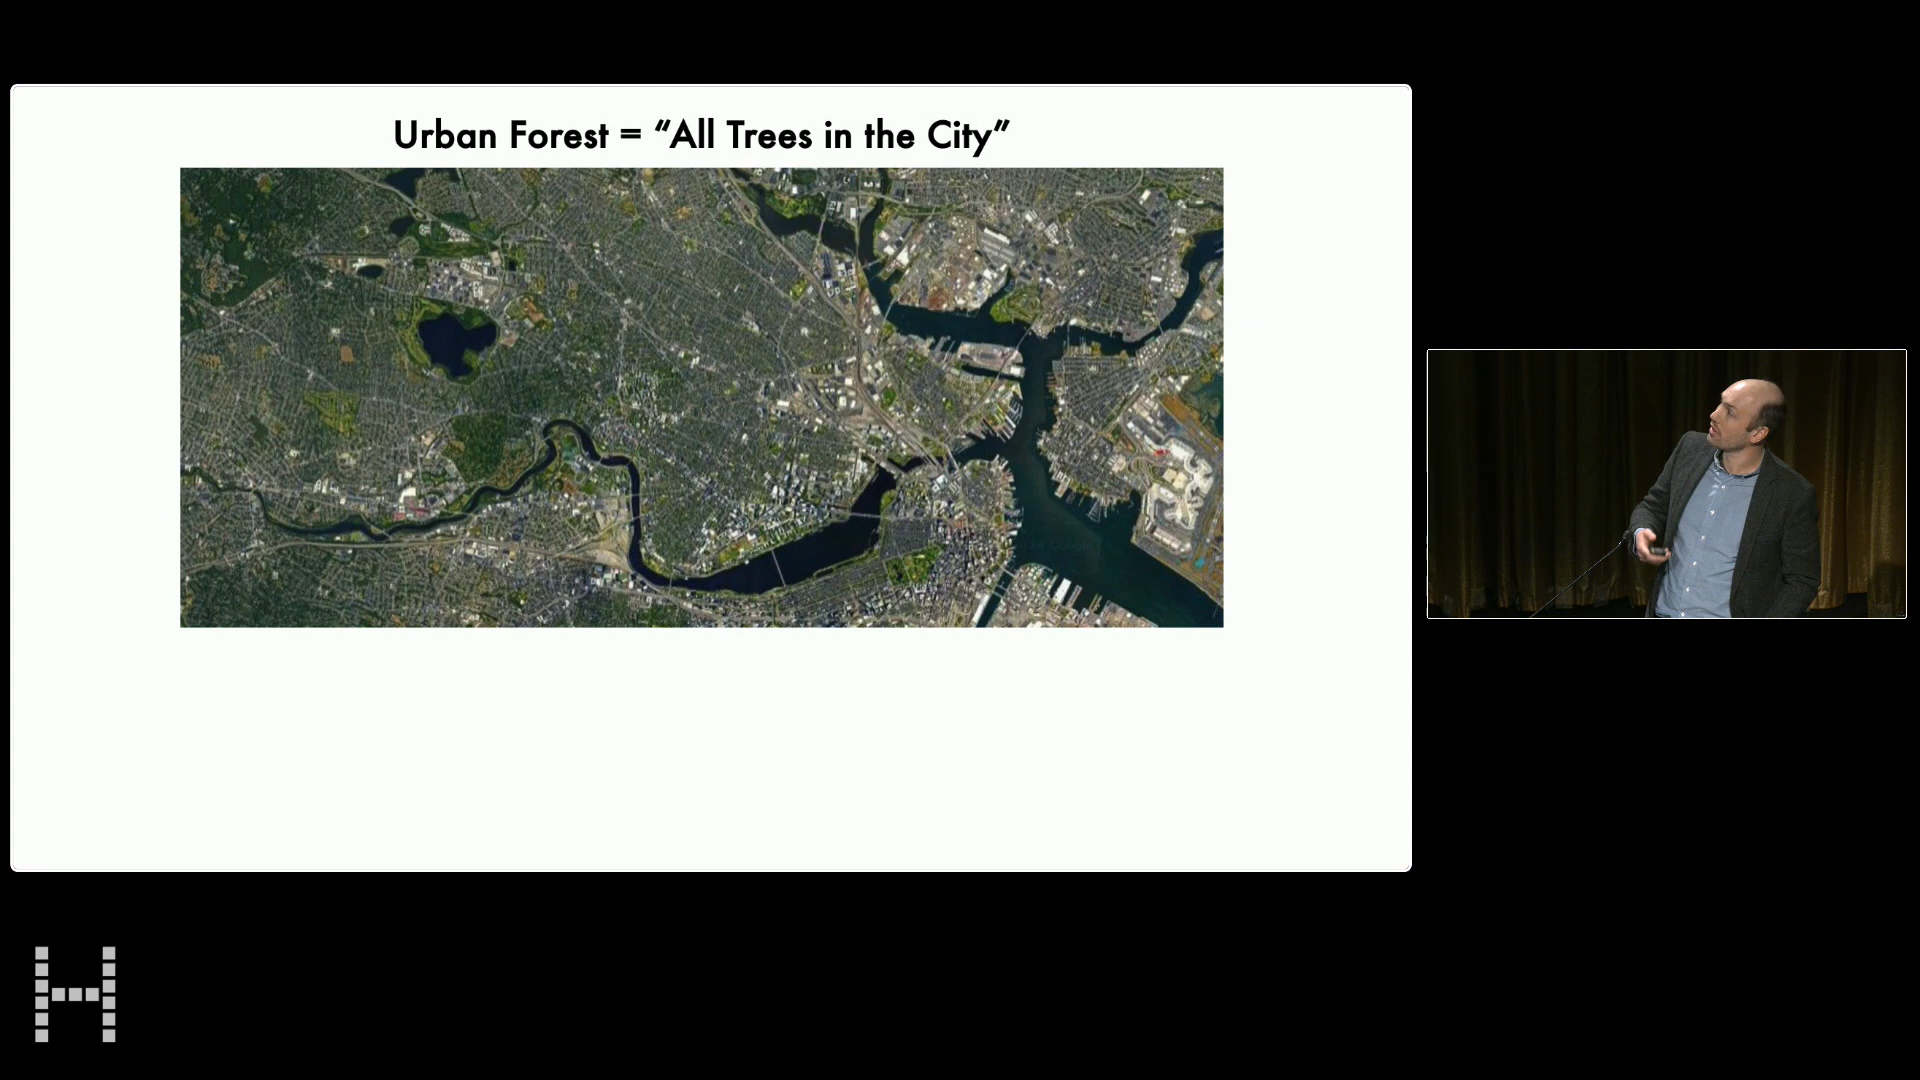 Urban Forest = “All Trees in the City”